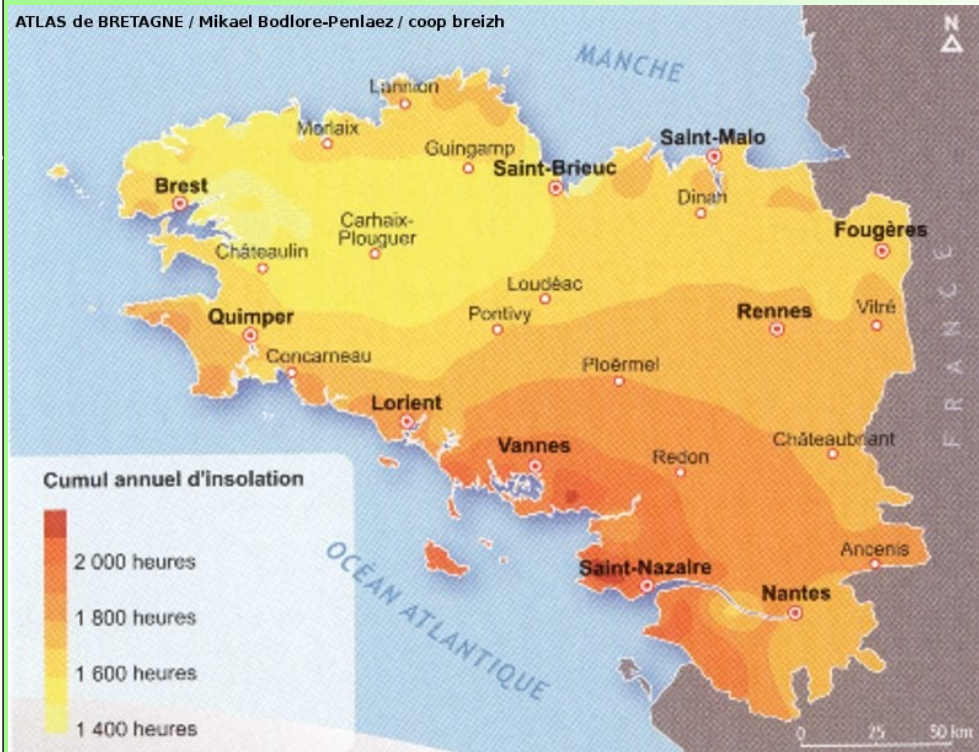 ATLAS de BRETAGNE / Mikael Bodlore-Penlaez / coop breizh
N
MANCHE
Lannion
Morlaix
Guingamp
Saint-Brieuc
Saint-Malo
Brest
Dinan
Carhaix-
Plouguer
Fougères
Châteaulin
Loudéac
Quimper
Pontivy
Rennes
Vitré
Concarneau
Ploërmel
FRANCE
Lorient
Vannes
Redon
Châteaubriant
Cumul annuel d'insolation
2 000 heures
1 800 heures
1 600 heures
1 400 heures
OCÉAN ATLANTIQUE
Saint-Nazaire
Ancenis
Nantes
0 25 50 km